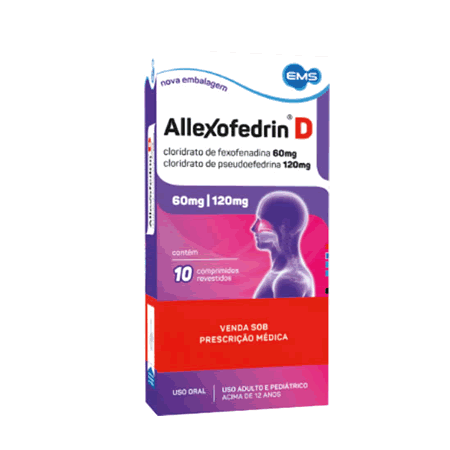 EMS
nova embalagem
Allexofedrin® D
cloridrato de fexofenadina 60mg
cloridrato de pseudoefedrina 120mg
60mg | 120mg
contém
10 comprimidos
revestidos
VENDA SOB
PRESCRIÇÃO MÉDICA
USO ORAL
USO ADULTO E PEDIÁTRICO
ACIMA DE 12 ANOS
Allexofedrin D